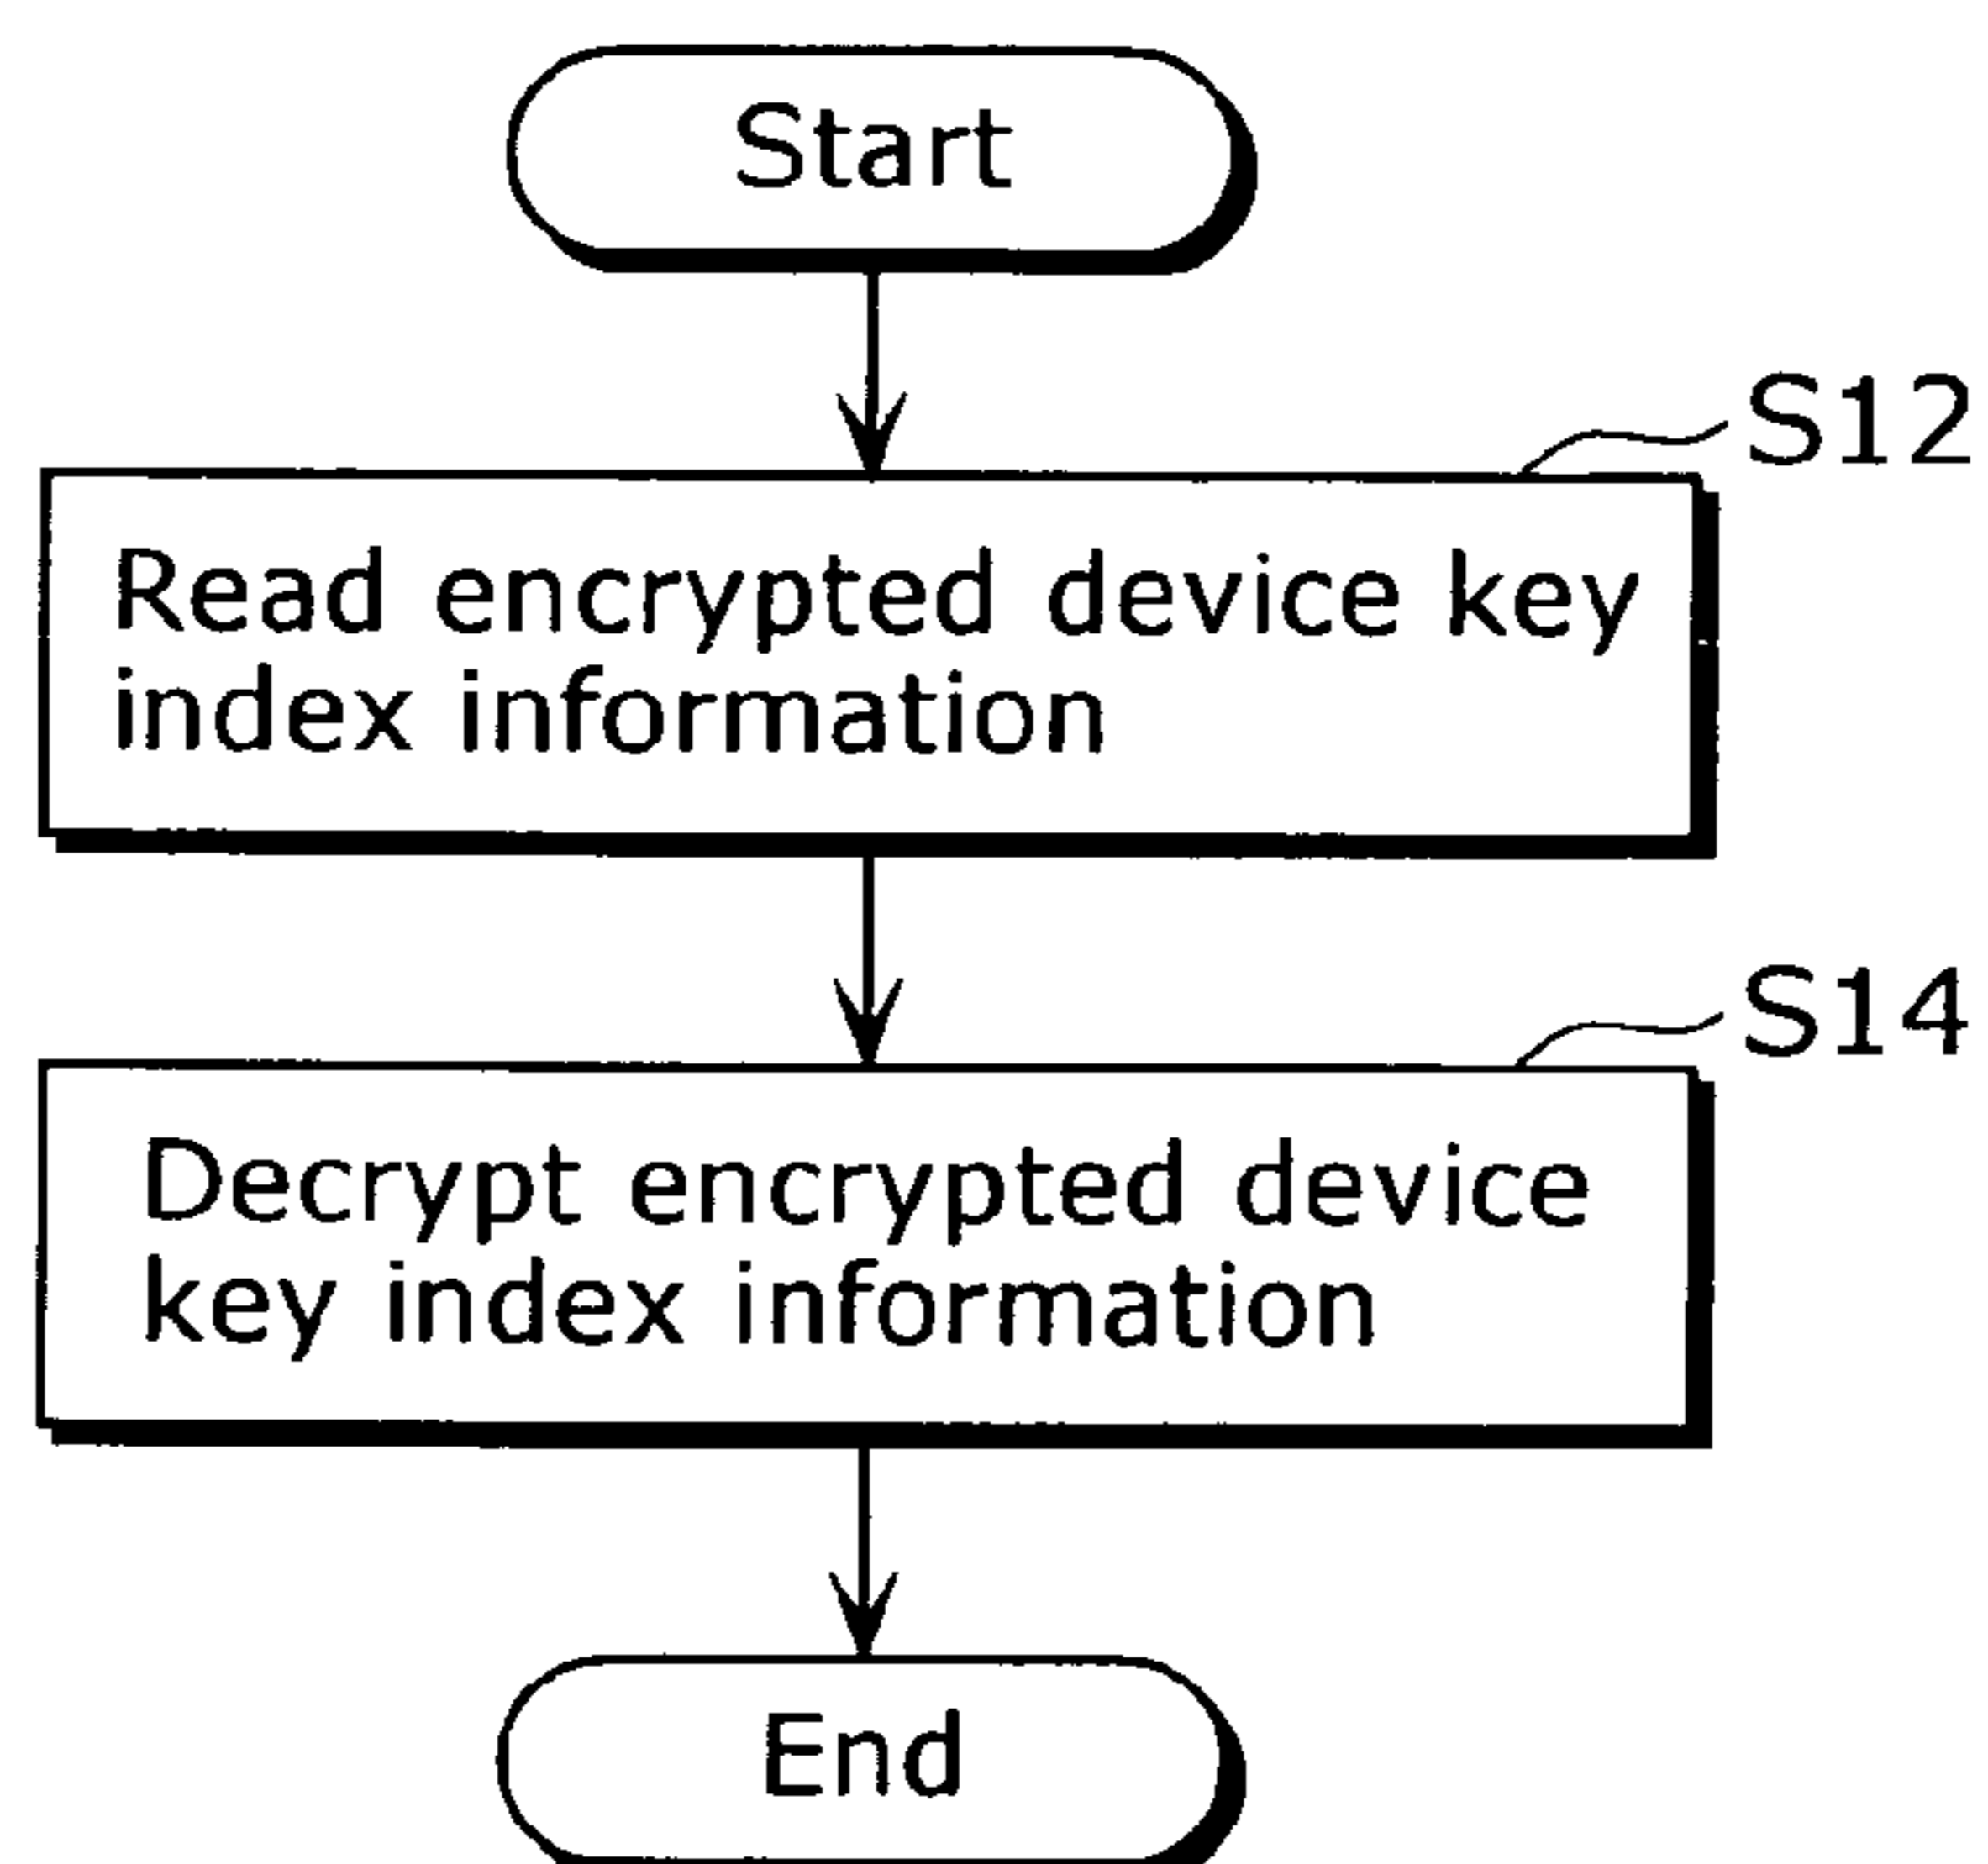 Start
S12
Read encrypted device key
index information
S14
Decrypt encrypted device
key index information
End